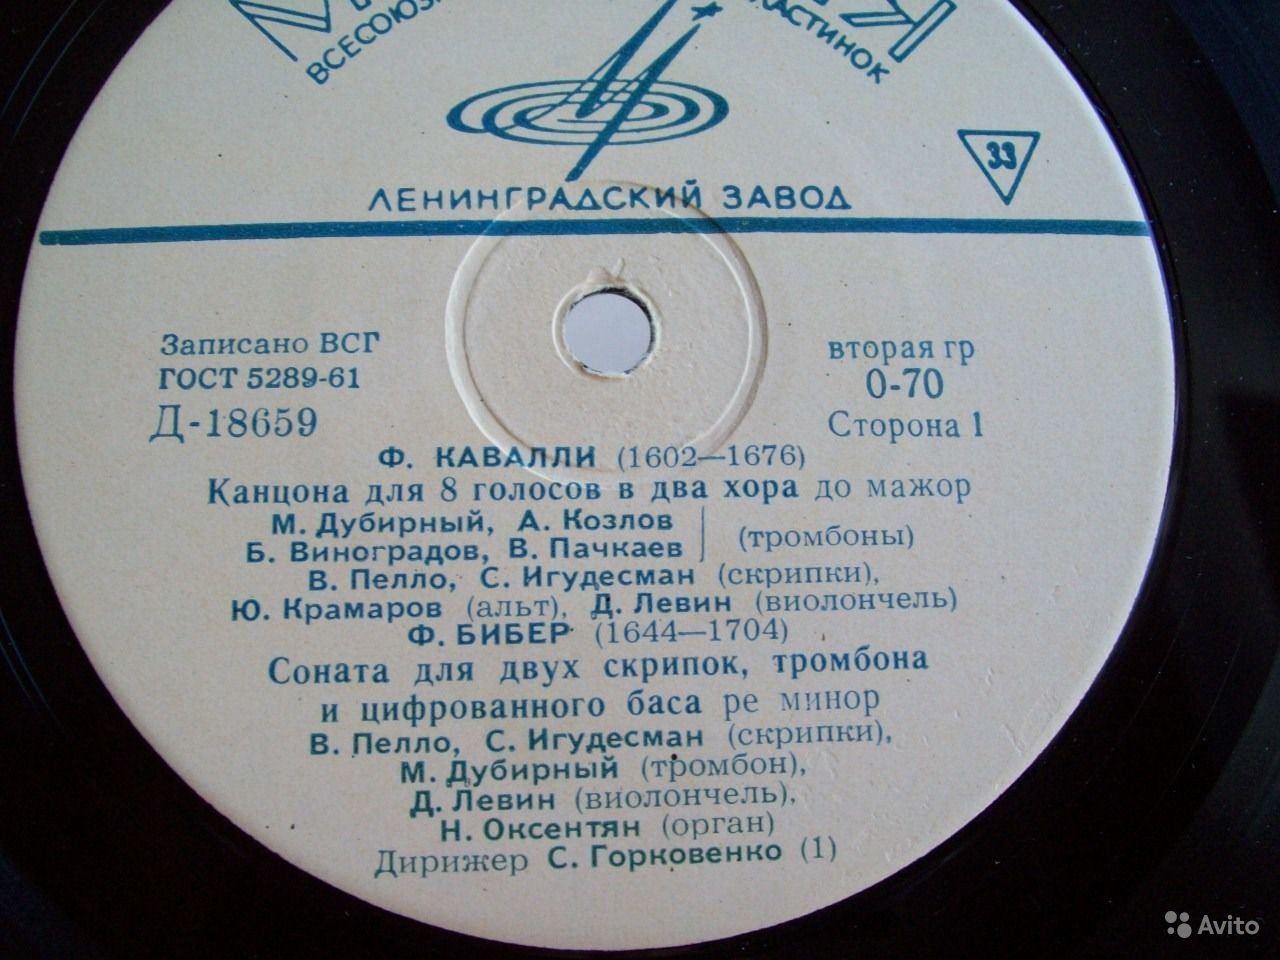 ЛЕНИНГРАДСКИЙ ЗАВОД
33
Записано ВСГ
ГОСТ 5289-61
Д-18659
вторая гр
0-70
Сторона 1
Ф. КАВАЛЛИ (1602—1676)
Канцона для 8 голосов в два хора до мажор
М. Дубирный, А. Козлов
Б. Виноградов, В. Пачкаев (тромбоны)
В. Пелло, С. Игудесман (скрипки),
Ю. Крамаров (альт), Д. Левин (виолончель)
Ф. БИБЕР (1644—1704)
Соната для двух скрипок, тромбона
и цифрованного баса ре минор
В. Пелло, С. Игудесман (скрипки),
М. Дубирный (тромбон),
Д. Левин (виолончель),
Н. Оксентян (орган)
Дирижер С. Горковенко (1)
Avito